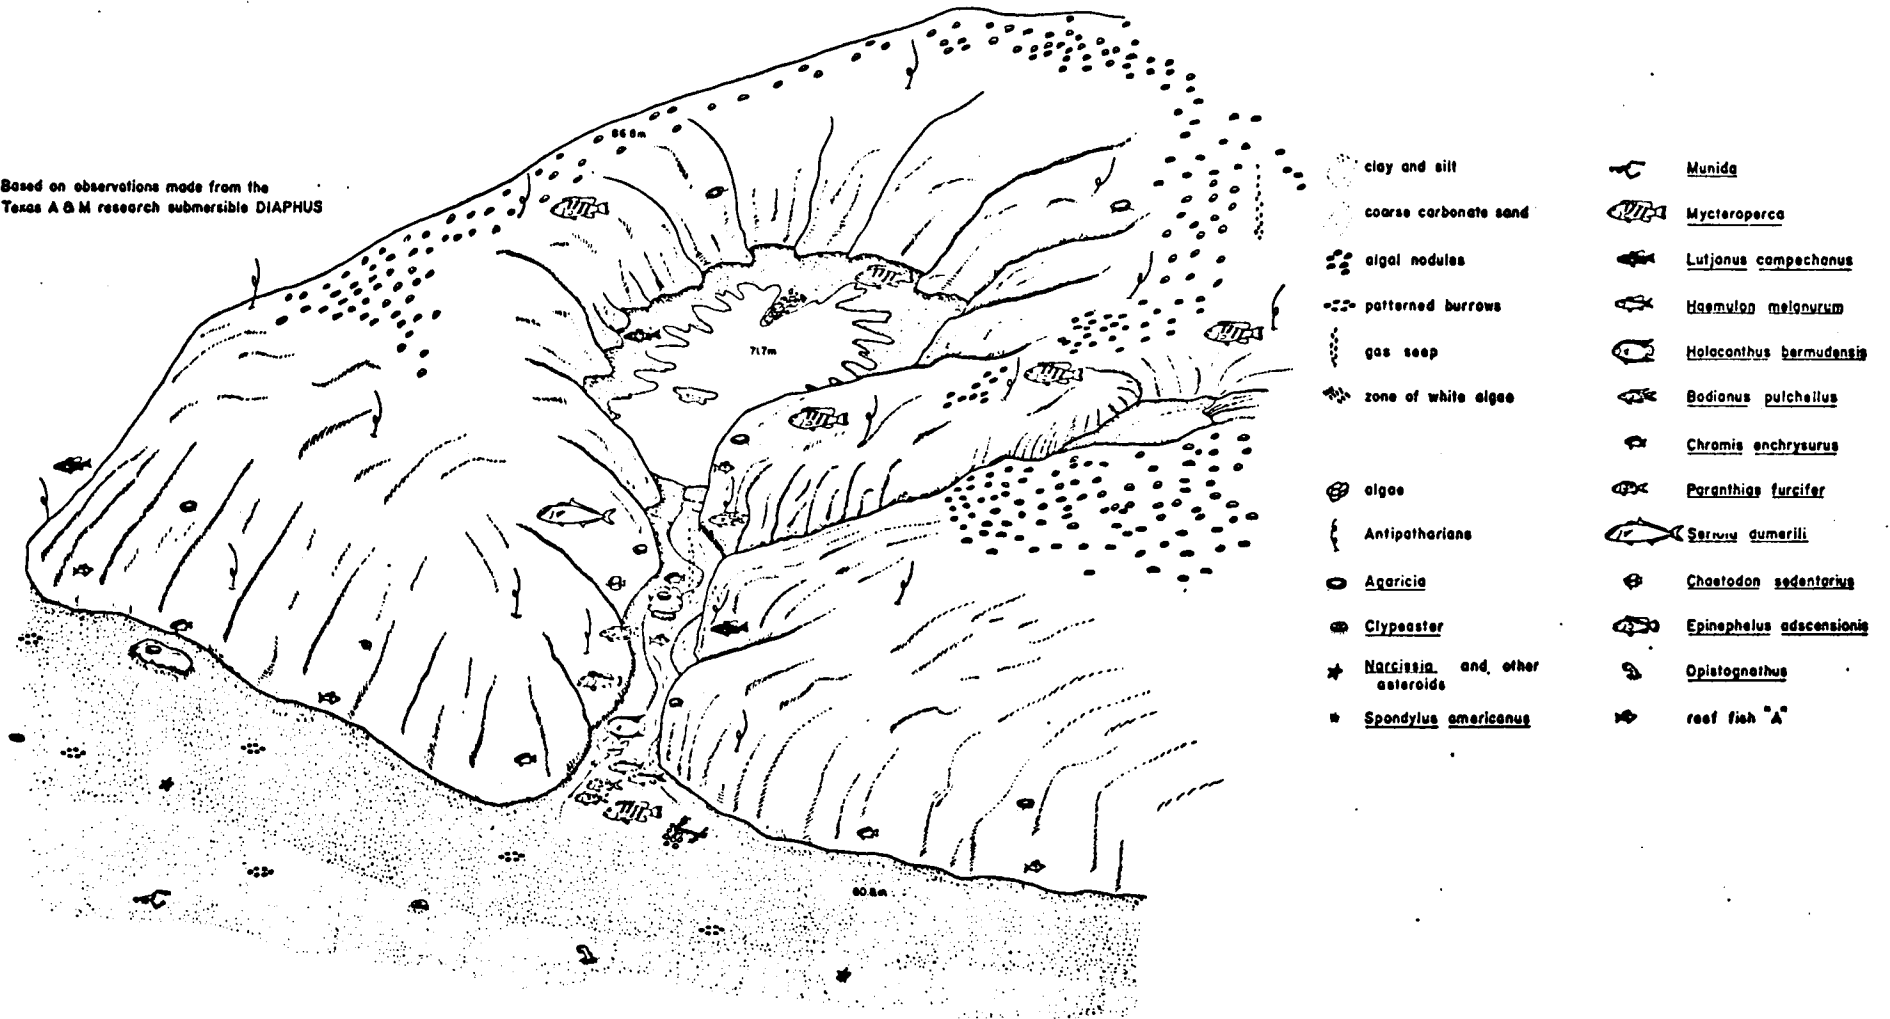 Based on observations made from the
Texas A & M research submersible DIAPHUS
71.7m
clay and silt
coarse carbonate sand
algal nodules
patterned burrows
gas seep
zone of white algae
algae
Antipatharians
Agaricia
Clypeaster
Narcissia and other
asteroids
Spondylus americanus
Munida
Mycteroperca
Lutjanus campechanus
Haemulon melanurum
Holacanthus bermudensis
Bodianus pulchellus
Chromis enchrysurus
Paranthias furcifer
Seriola dumerili
Chaetodon sedentarius
Epinephelus adscensionis
Opistognathus
reef fish "A"